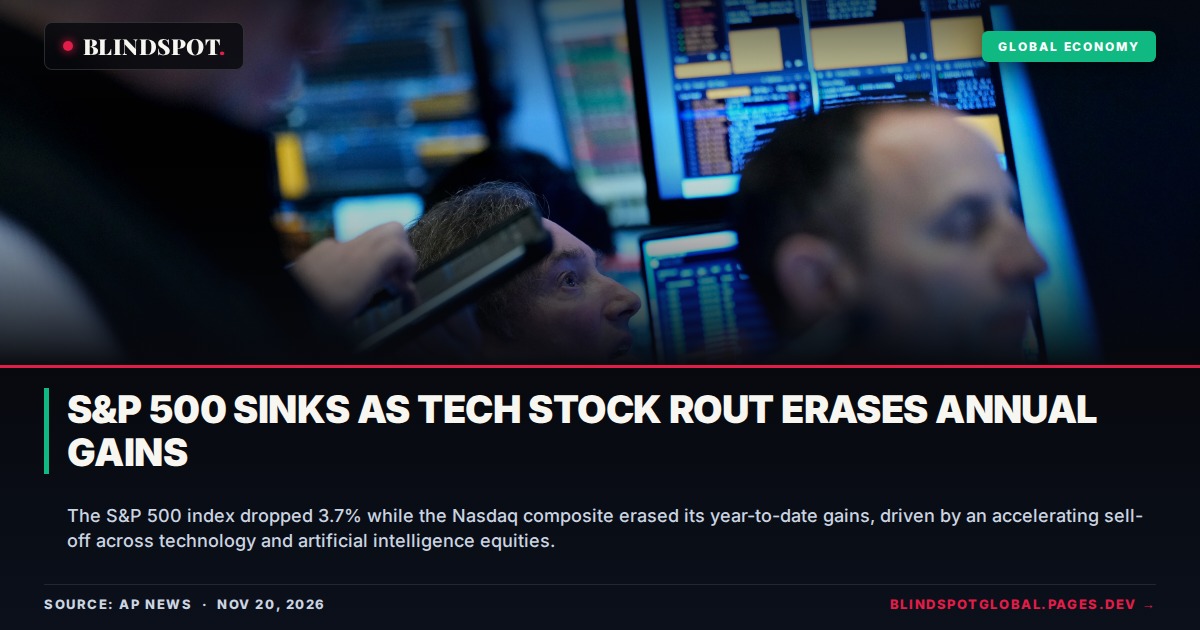 BLINDSPOT.
GLOBAL ECONOMY
S&P 500 SINKS AS TECH STOCK ROUT ERASES ANNUAL
GAINS
The S&P 500 index dropped 3.7% while the Nasdaq composite erased its year-to-date gains, driven by an accelerating sell-
off across technology and artificial intelligence equities.
SOURCE: AP NEWS · NOV 20, 2026
BLINDSPOTGLOBAL.PAGES.DEV →